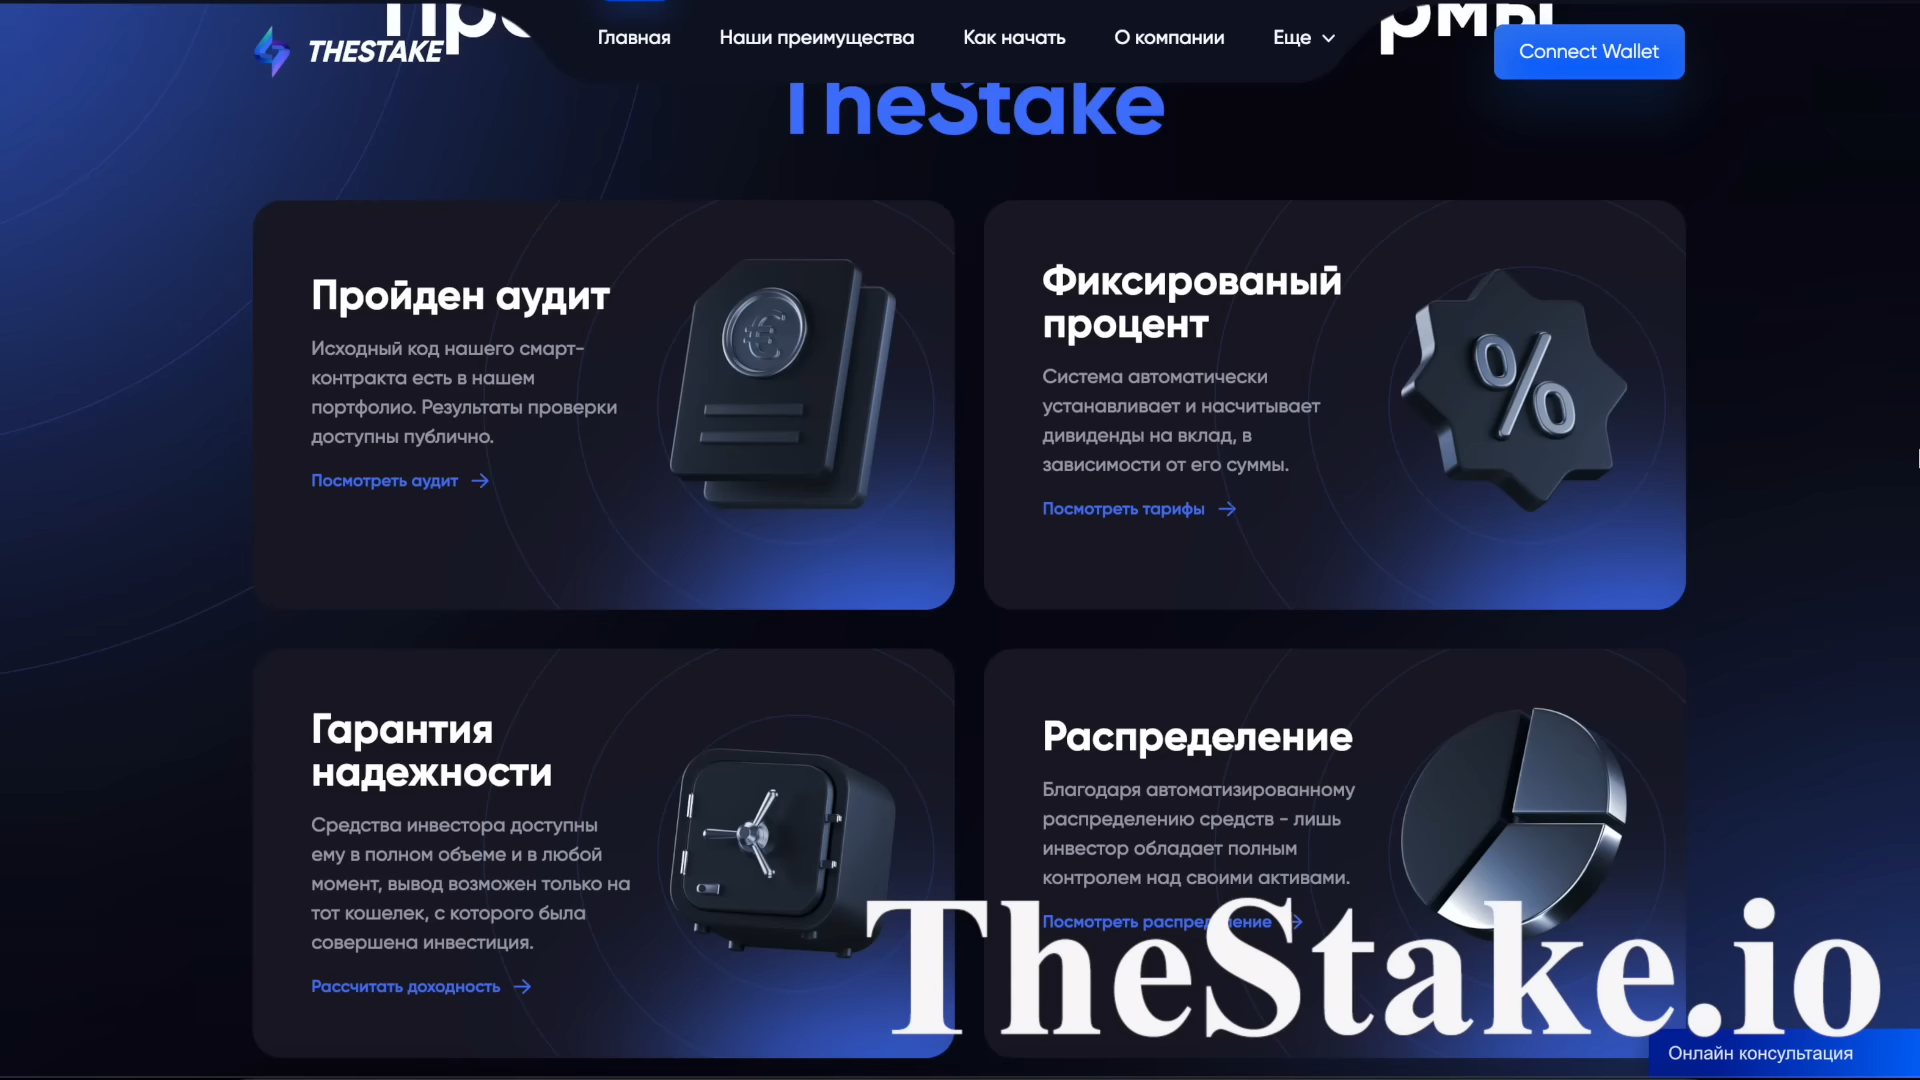 THESTAKE
Главная
Наши преимущества
Как начать
О компании
Еще
Connect Wallet
TheStake
Пройден аудит
Исходный код нашего смарт-
контракта есть в нашем
портфолио. Результаты проверки
доступны публично.
Посмотреть аудит
Фиксированый
процент
Система автоматически
устанавливает и насчитывает
дивиденды на вклад, в
зависимости от его суммы.
Посмотреть тарифы
Гарантия
надежности
Средства инвестора доступны
ему в полном объеме и в любой
момент, вывод возможен только на
тот кошелек, с которого была
совершена инвестиция.
Рассчитать доходность
Распределение
Благодаря автоматизированному
распределению средств - лишь
инвестор обладает полным
контролем над своими активами.
Посмотреть распределение
TheStake.io
Онлайн консультация